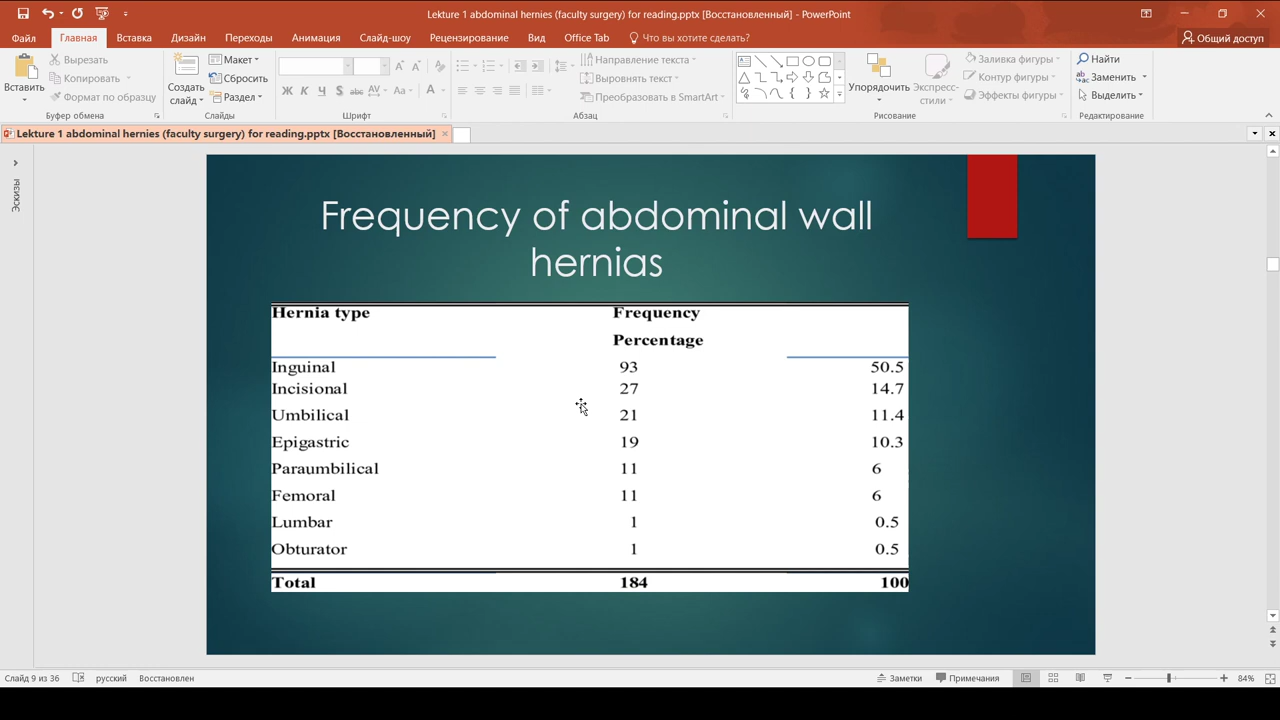 Lekture 1 abdominal hernies (faculty surgery) for reading.pptx [Восстановленный] - PowerPoint
Файл Главная Вставка Дизайн Переходы Анимация Слайд-шоу Рецензирование Вид Office Tab Что вы хотите сделать? Общий доступ
Вставить
Вырезать
Копировать
Формат по образцу
Буфер обмена
Создать слайд
Макет
Сбросить
Раздел
Слайды
Ж К Ч S abc AV Aa A
Шрифт
Направление текста
Выровнять текст
Преобразовать в SmartArt
Абзац
Упорядочить
Экспресс-стили
Заливка фигуры
Контур фигуры
Эффекты фигуры
Рисование
Найти
Заменить
Выделить
Редактирование
Lekture 1 abdominal hernies (faculty surgery) for reading.pptx [Восстановленный]
Эскизы
Frequency of abdominal wall
hernias
Hernia type Frequency
Percentage
Inguinal 93 50.5
Incisional 27 14.7
Umbilical 21 11.4
Epigastric 19 10.3
Paraumbilical 11 6
Femoral 11 6
Lumbar 1 0.5
Obturator 1 0.5
Total 184 100
Слайд 9 из 36 русский Восстановлен Заметки Примечания 84%